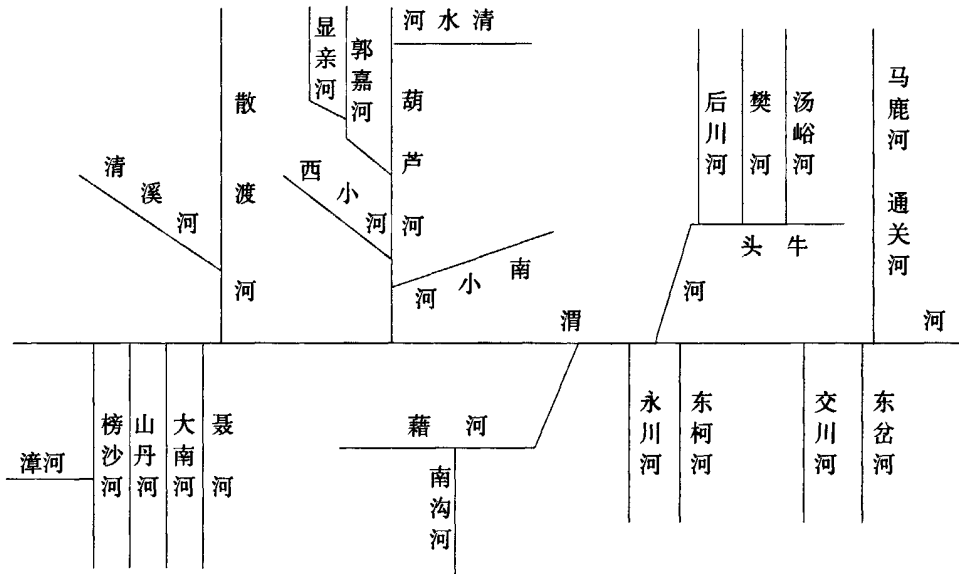 河水清
显亲河
郭嘉河
散渡河
葫芦河
清溪河
西小河
河小南
后川河
樊河
汤峪河
马鹿河
通关河
头牛
河
渭河
漳河
榜沙河
山丹河
大南河
聂河
藉河
南沟河
永川河
东柯河
交川河
东岔河